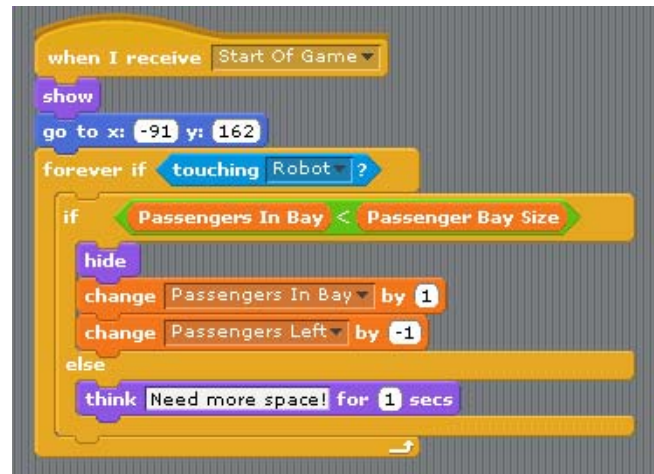 when I receive Start Of Game
show
go to x: -91 y: 162
forever if touching Robot ?
if Passengers In Bay < Passenger Bay Size
hide
change Passengers In Bay by 1
change Passengers Left by -1
else
think Need more space! for 1 secs